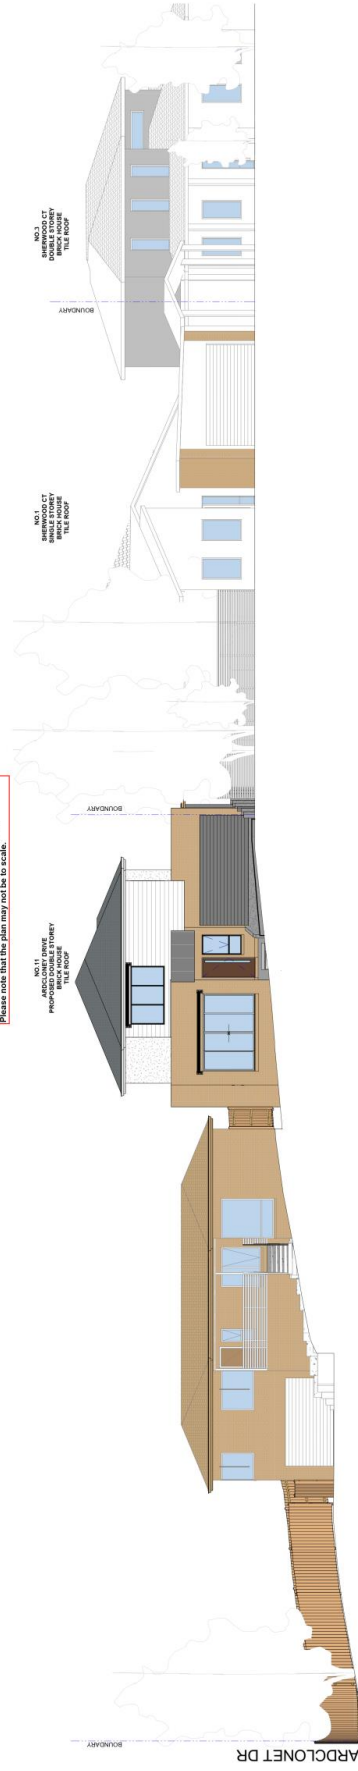 NO.3
SHERWOOD CT
DOUBLE STOREY
BRICK HOUSE
TILE ROOF
BOUNDARY
NO.1
SHERWOOD CT
SINGLE STOREY
BRICK HOUSE
TILE ROOF
BOUNDARY
Please note that the plan may not be to scale.
NO.11
ARDCLONEY DRIVE
PROPOSED DOUBLE STOREY
BRICK HOUSE
TILE ROOF
BOUNDARY
ARDCLONET DR